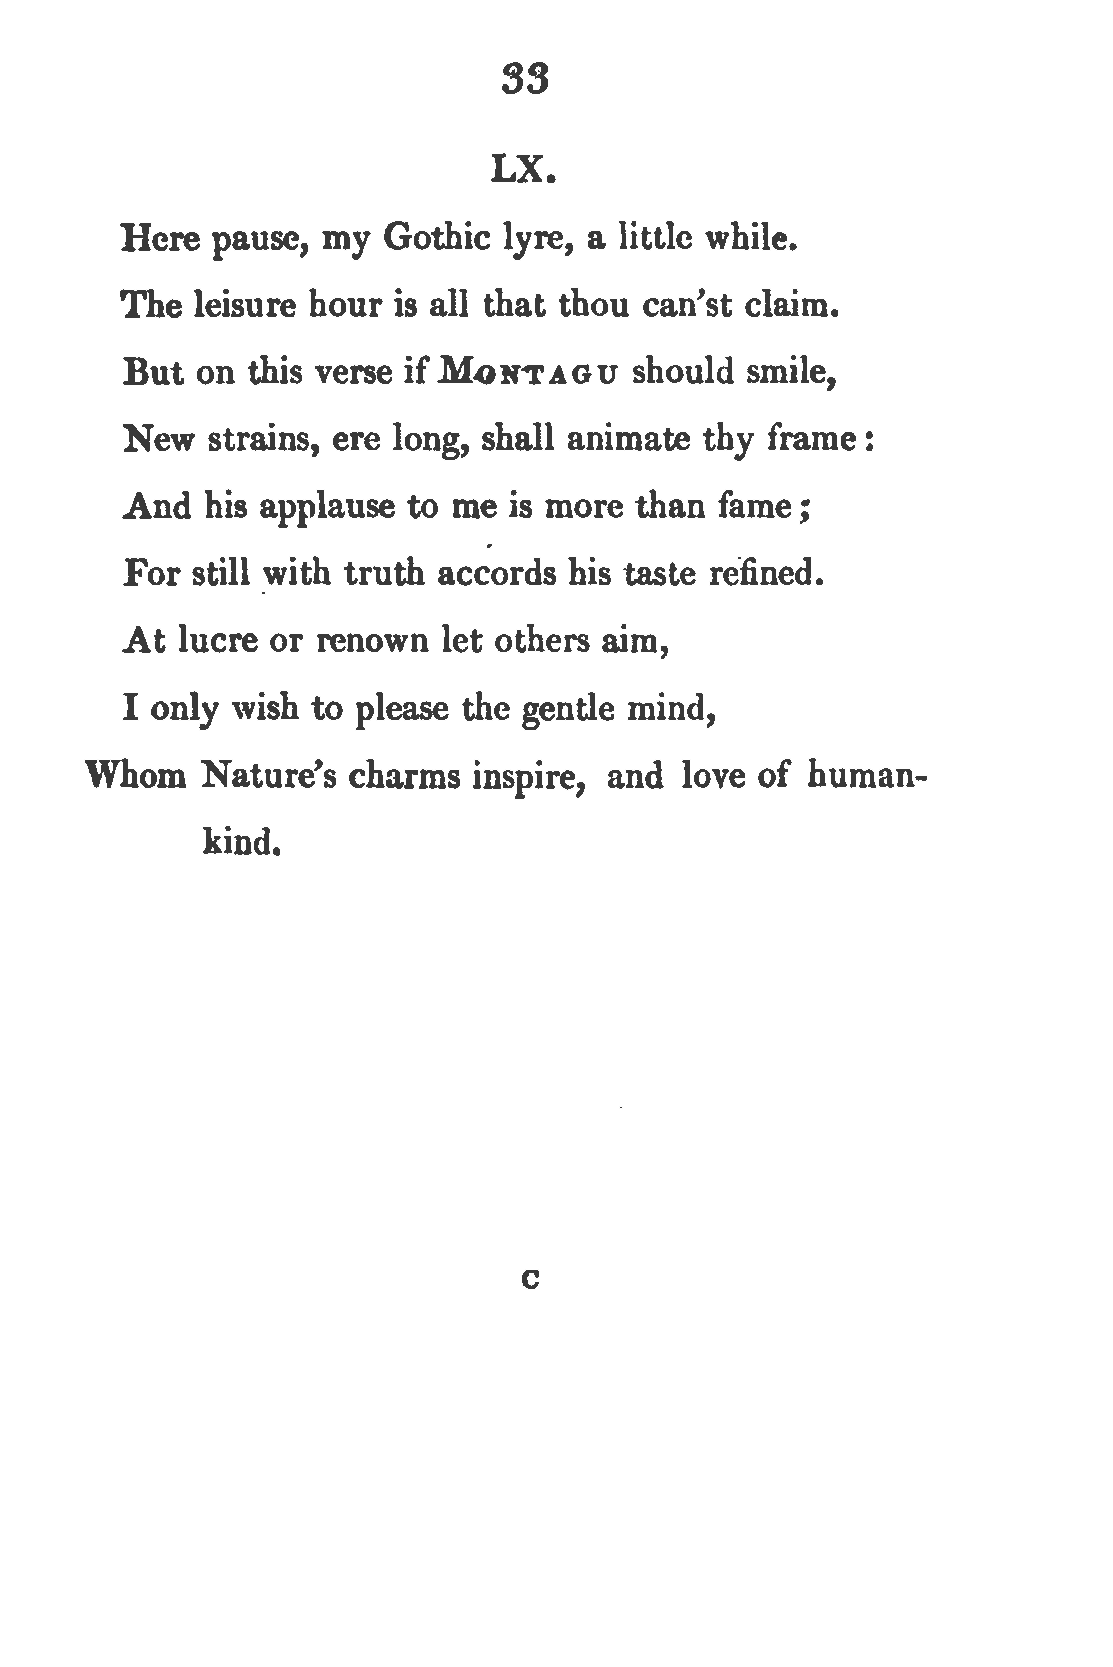 33
LX.
Here pause, my Gothic lyre, a little while.
The leisure hour is all that thou can'st claim.
But on this verse if MONTAGU should smile,
New strains, ere long, shall animate thy frame:
And his applause to me is more than fame;
For still with truth accords his taste refined.
At lucre or renown let others aim,
I only wish to please the gentle mind,
Whom Nature's charms inspire, and love of human-
kind.
C